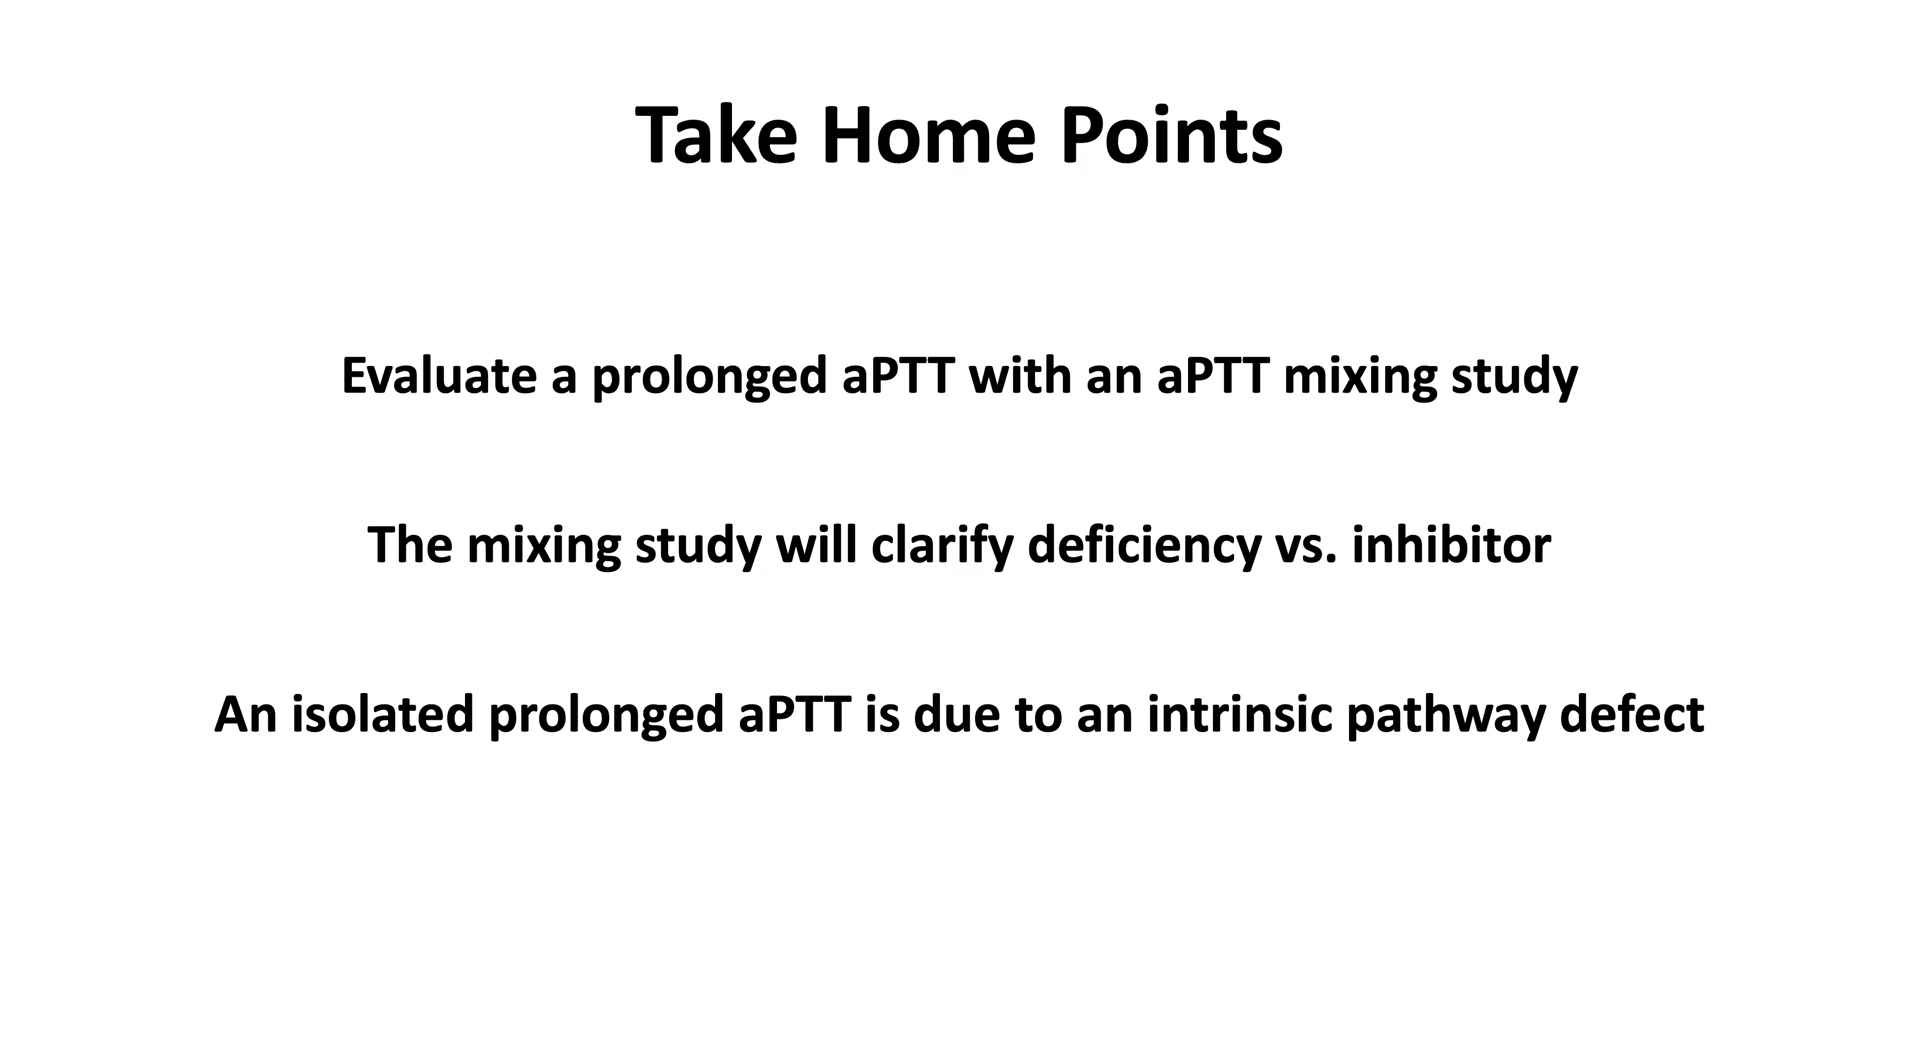 Take Home Points
Evaluate a prolonged aPTT with an aPTT mixing study
The mixing study will clarify deficiency vs. inhibitor
An isolated prolonged aPTT is due to an intrinsic pathway defect